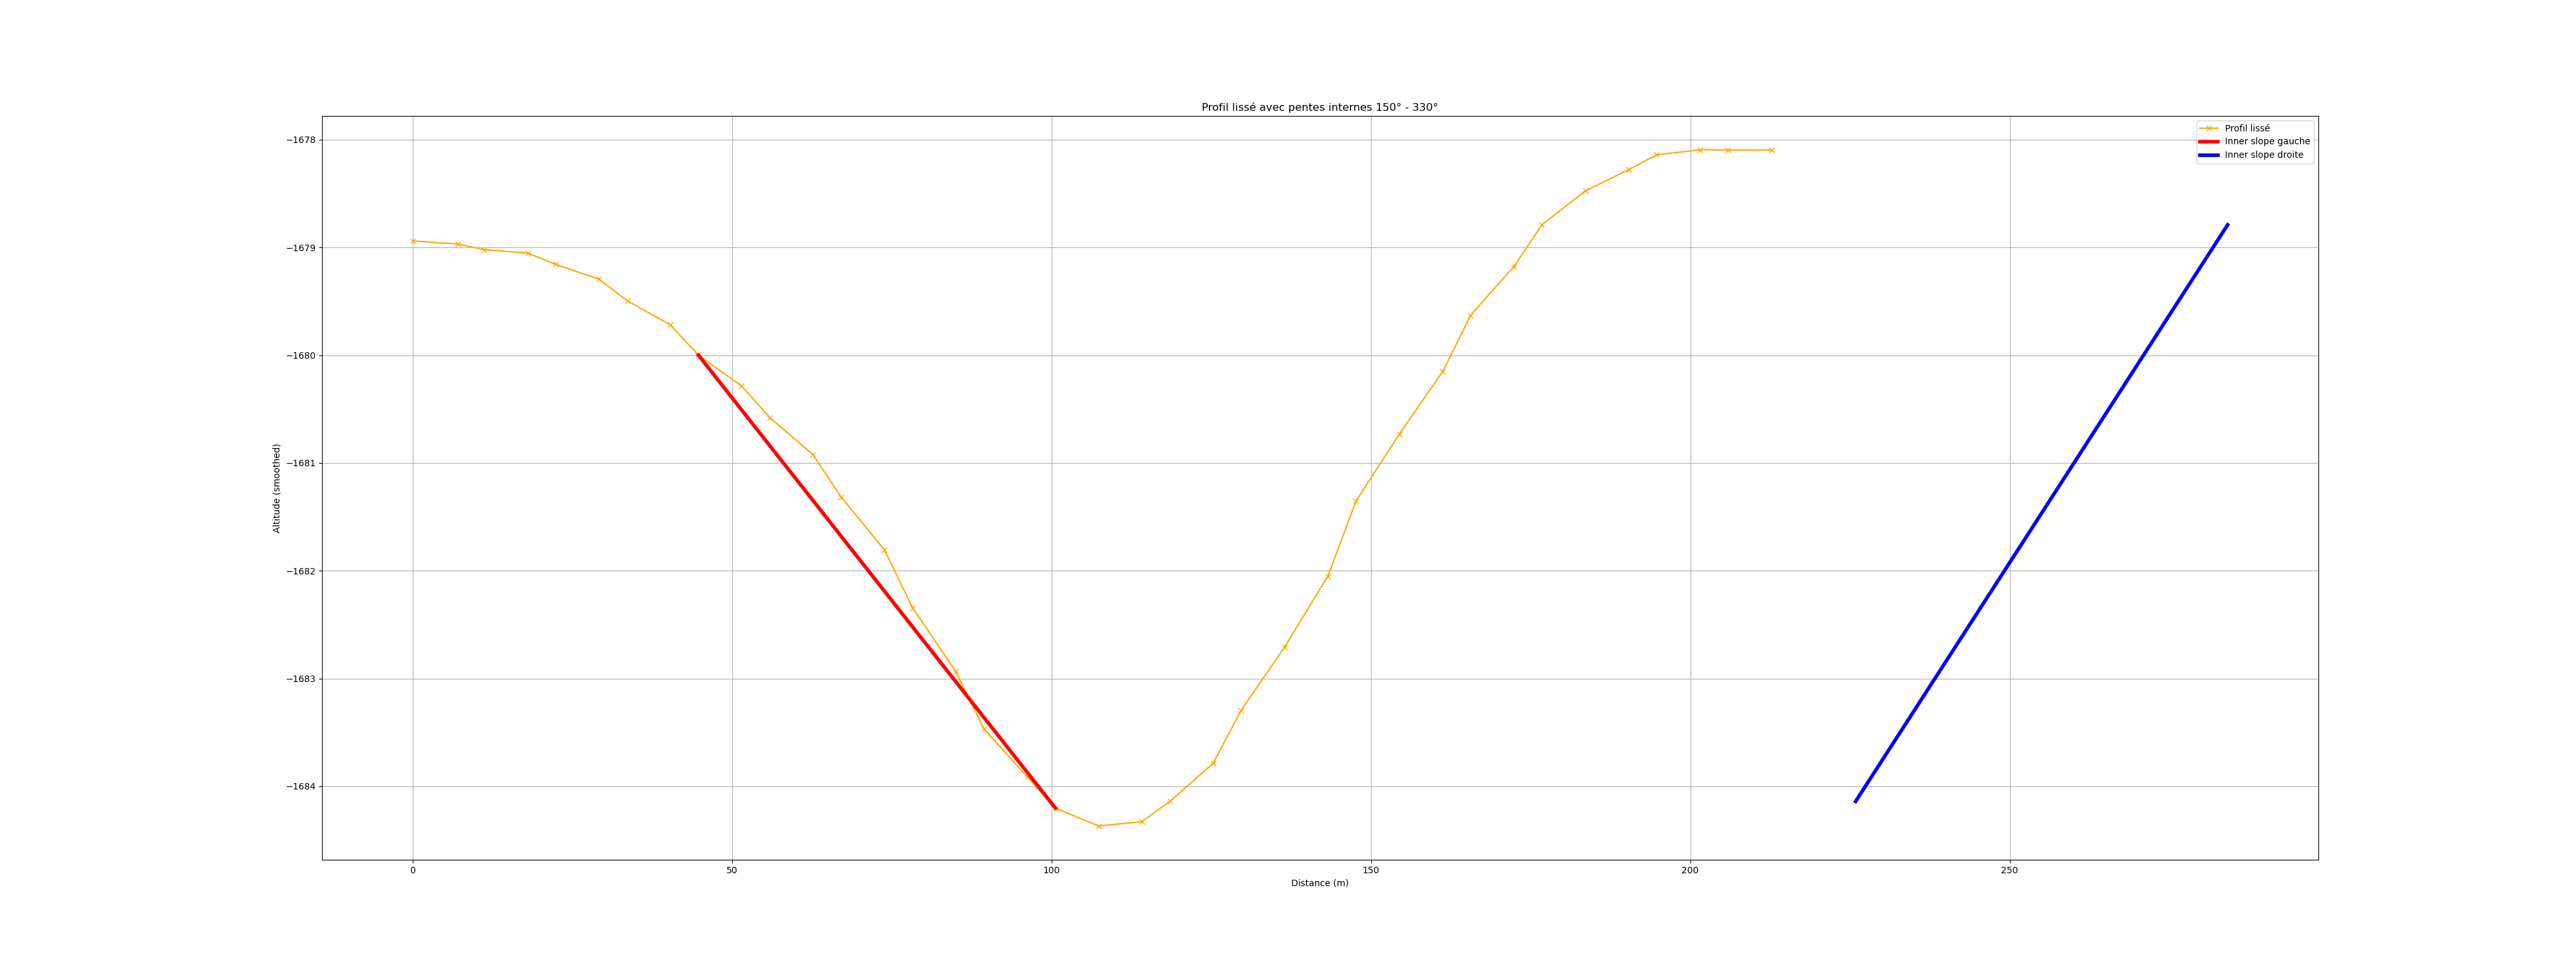 Profil lissé avec pentes internes 150° - 330°
Profil lissé
Inner slope gauche
Inner slope droite
−1678
−1679
−1680
−1681
−1682
−1683
−1684
Altitude (smoothed)
0
50
100
150
200
250
Distance (m)